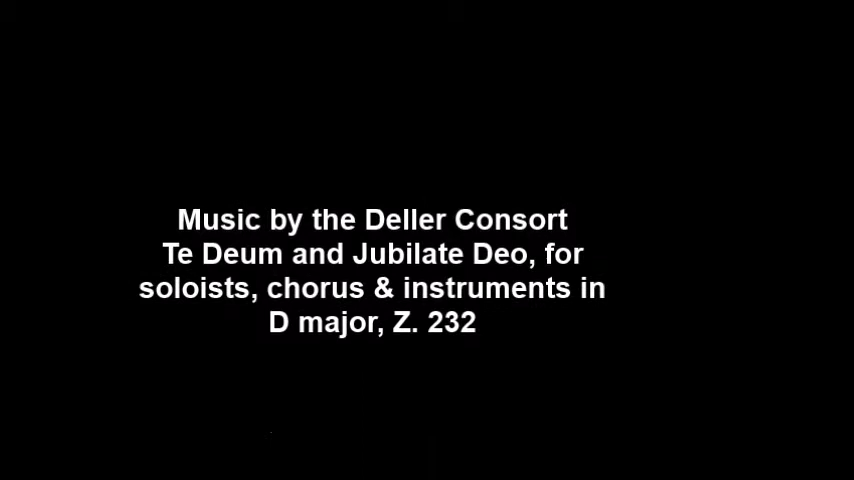 Music by the Deller Consort
Te Deum and Jubilate Deo, for
soloists, chorus & instruments in
D major, Z. 232